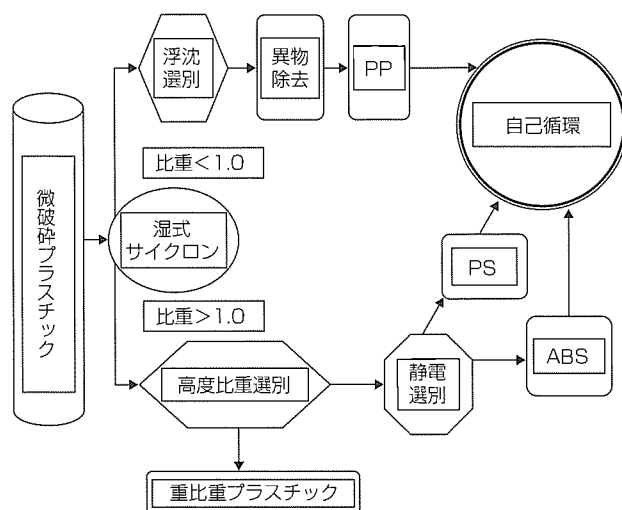 浮沈
選別
異物
除去
PP
自己循環
比重<1.0
微破砕プラスチック
湿式
サイクロン
比重>1.0
PS
高度比重選別
静電
選別
ABS
重比重プラスチック